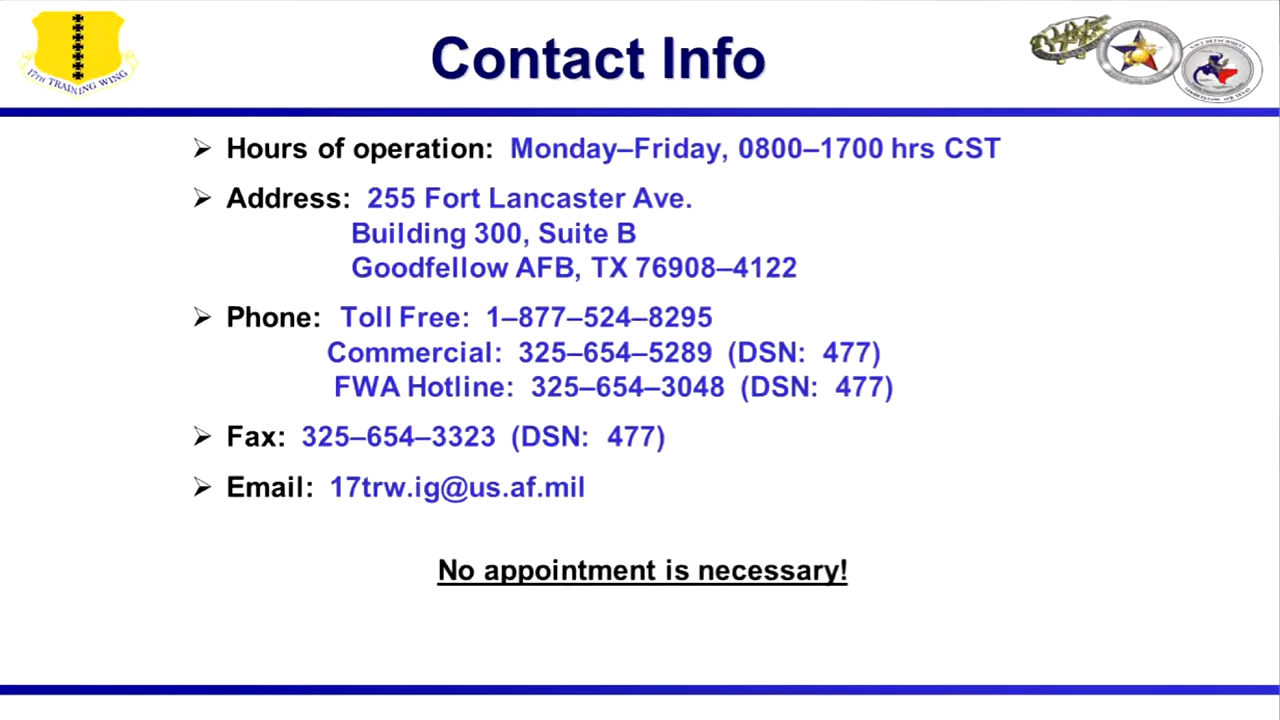 17TH TRAINING WING
Contact Info
Hours of operation: Monday–Friday, 0800–1700 hrs CST
Address: 255 Fort Lancaster Ave.
Building 300, Suite B
Goodfellow AFB, TX 76908–4122
Phone: Toll Free: 1–877–524–8295
Commercial: 325–654–5289 (DSN: 477)
FWA Hotline: 325–654–3048 (DSN: 477)
Fax: 325–654–3323 (DSN: 477)
Email: 17trw.ig@us.af.mil
No appointment is necessary!